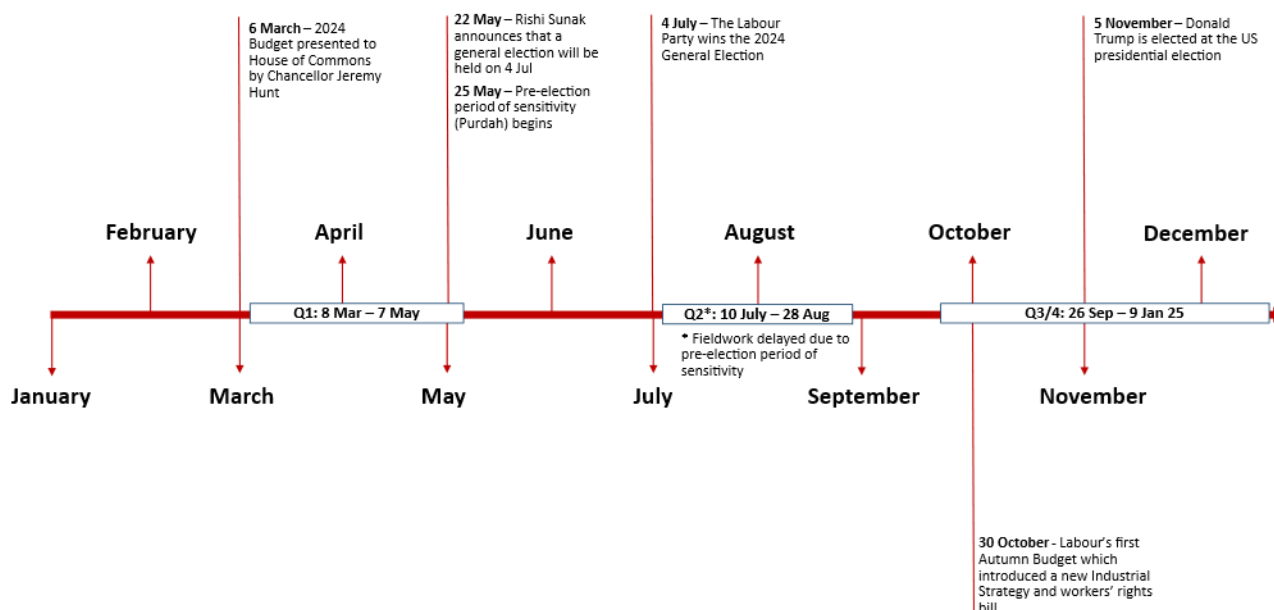 6 March – 2024
Budget presented to
House of Commons
by Chancellor Jeremy
Hunt
22 May – Rishi Sunak
announces that a
general election will be
held on 4 Jul
25 May – Pre-election
period of sensitivity
(Purdah) begins
4 July – The Labour
Party wins the 2024
General Election
5 November – Donald
Trump is elected at the US
presidential election
February
April
June
August
October
December
Q1: 8 Mar – 7 May
Q2*: 10 July – 28 Aug
Q3/4: 26 Sep – 9 Jan 25
* Fieldwork delayed due to
pre-election period of
sensitivity
January
March
May
July
September
November
30 October - Labour's first
Autumn Budget which
introduced a new Industrial
Strategy and workers' rights
bill